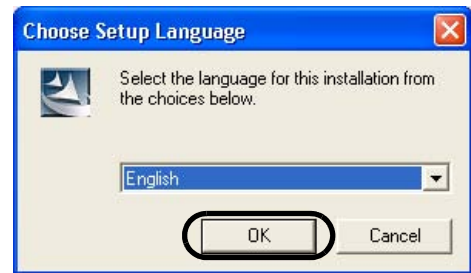 Choose Setup Language
Select the language for this installation from
the choices below.
English
OK
Cancel